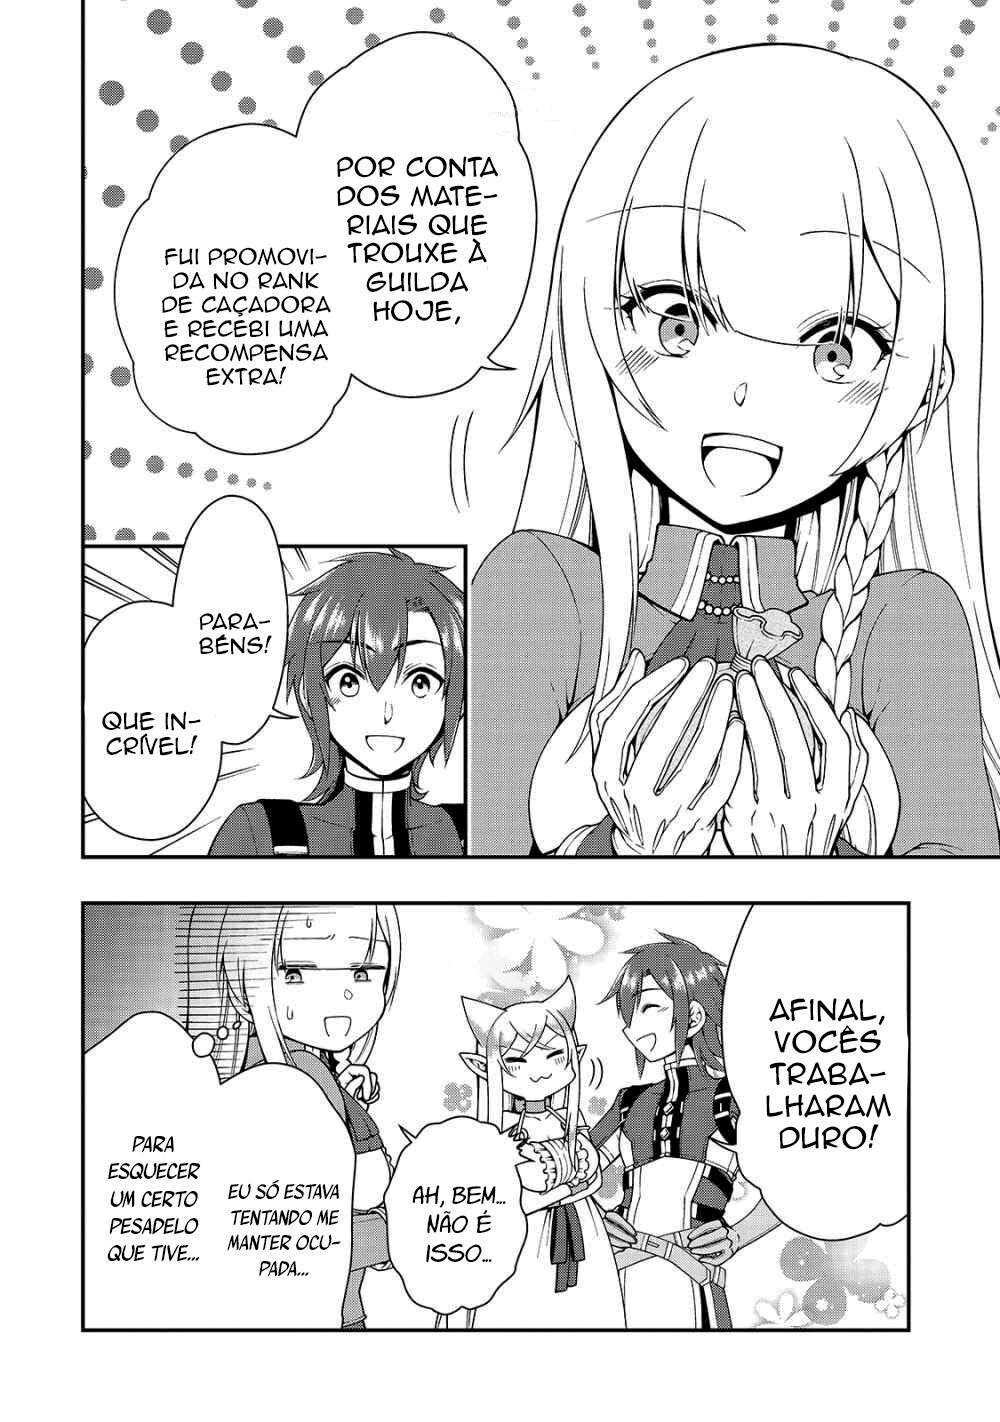 POR CONTA
DOS MATE-
RIAIS QUE
TROUXE À
GUILDA
HOJE,
FUI PROMOVI-
DA NO RANK
DE CAÇADORA
E RECEBI UMA
RECOMPENSA
EXTRA!
PARA-
BÉNS!
QUE IN-
CRÍVEL!
AFINAL,
VOCÊS
TRABA-
LHARAM
DURO!
AH, BEM...
NÃO É
ISSO...
EU SÓ ESTAVA
TENTANDO ME
MANTER OCU-
PADA...
PARA
ESQUECER
UM CERTO
PESADELO
QUE TIVE...